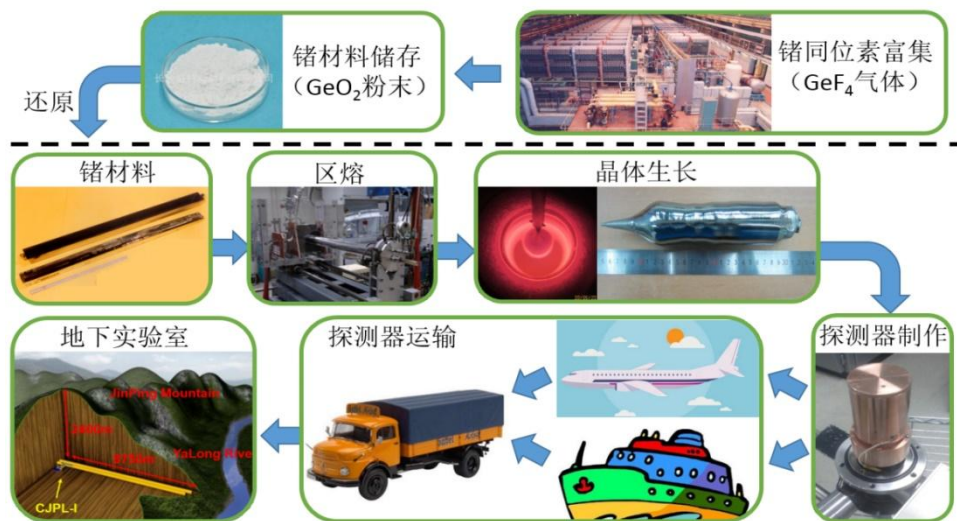 锗材料储存
（GeO₂粉末）
锗同位素富集
（GeF₄气体）
还原
锗材料
区熔
晶体生长
探测器制作
探测器运输
地下实验室
JinPing Mountain
YaLong River
CJPL-I